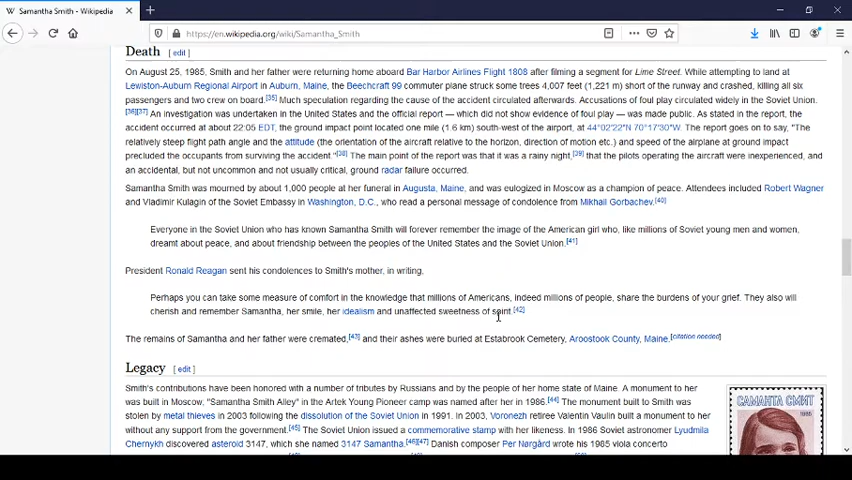 W Samantha Smith - Wikipedia
https://en.wikipedia.org/wiki/Samantha_Smith
Death [ edit ]
On August 25, 1985, Smith and her father were returning home aboard Bar Harbor Airlines Flight 1808 after filming a segment for Lime Street. While attempting to land at
Lewiston-Auburn Regional Airport in Auburn, Maine, the Beechcraft 99 commuter plane struck some trees 4,007 feet (1,221 m) short of the runway and crashed, killing all six
passengers and two crew on board.[35] Much speculation regarding the cause of the accident circulated afterwards. Accusations of foul play circulated widely in the Soviet Union.
[36][37] An investigation was undertaken in the United States and the official report — which did not show evidence of foul play — was made public. As stated in the report, the
accident occurred at about 22:05 EDT, the ground impact point located one mile (1.6 km) south-west of the airport, at 44°02′22″N 70°17′30″W. The report goes on to say, "The
relatively steep flight path angle and the attitude (the orientation of the aircraft relative to the horizon, direction of motion etc.) and speed of the airplane at ground impact
precluded the occupants from surviving the accident."[38] The main point of the report was that it was a rainy night,[39] that the pilots operating the aircraft were inexperienced, and
an accidental, but not uncommon and not usually critical, ground radar failure occurred.
Samantha Smith was mourned by about 1,000 people at her funeral in Augusta, Maine, and was eulogized in Moscow as a champion of peace. Attendees included Robert Wagner
and Vladimir Kulagin of the Soviet Embassy in Washington, D.C., who read a personal message of condolence from Mikhail Gorbachev.[40]
Everyone in the Soviet Union who has known Samantha Smith will forever remember the image of the American girl who, like millions of Soviet young men and women,
dreamt about peace, and about friendship between the peoples of the United States and the Soviet Union.[41]
President Ronald Reagan sent his condolences to Smith's mother, in writing,
Perhaps you can take some measure of comfort in the knowledge that millions of Americans, indeed millions of people, share the burdens of your grief. They also will
cherish and remember Samantha, her smile, her idealism and unaffected sweetness of spirit.[42]
The remains of Samantha and her father were cremated,[43] and their ashes were buried at Estabrook Cemetery, Aroostook County, Maine.[citation needed]
Legacy [ edit ]
Smith's contributions have been honored with a number of tributes by Russians and by the people of her home state of Maine. A monument to her
was built in Moscow; "Samantha Smith Alley" in the Artek Young Pioneer camp was named after her in 1986.[44] The monument built to Smith was
stolen by metal thieves in 2003 following the dissolution of the Soviet Union in 1991. In 2003, Voronezh retiree Valentin Vaulin built a monument to her
without any support from the government.[45] The Soviet Union issued a commemorative stamp with her likeness. In 1986 Soviet astronomer Lyudmila
Chernykh discovered asteroid 3147, which she named 3147 Samantha.[46][47] Danish composer Per Nørgård wrote his 1985 viola concerto
САМАНТА СМИТ
1985